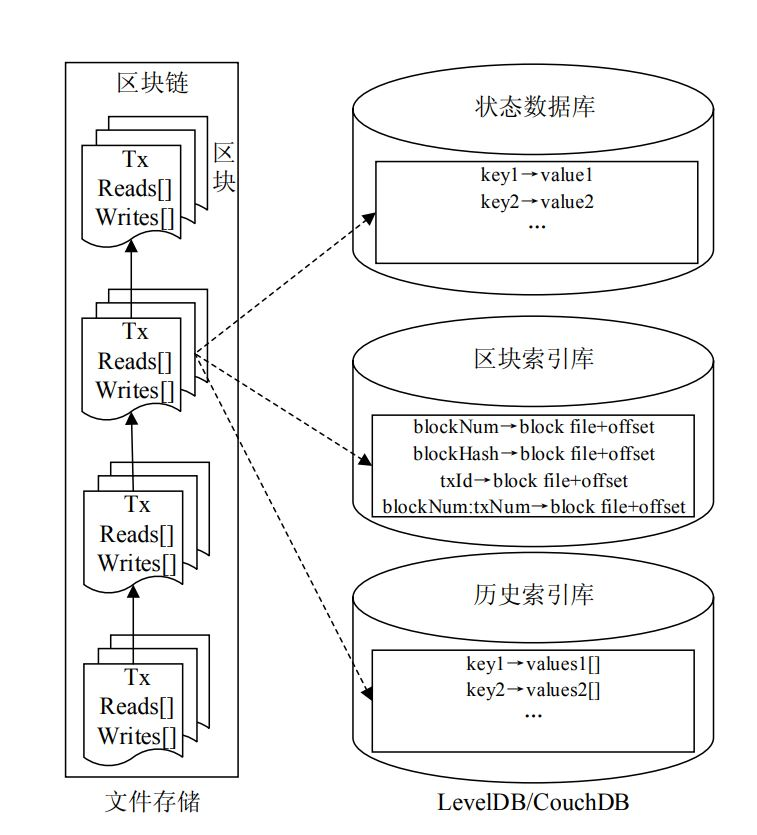 区块链
区块
Tx
Reads[]
Writes[]
Tx
Reads[]
Writes[]
Tx
Reads[]
Writes[]
Tx
Reads[]
Writes[]
文件存储
状态数据库
key1→value1
key2→value2
...
区块索引库
blockNum→block file+offset
blockHash→block file+offset
txId→block file+offset
blockNum:txNum→block file+offset
历史索引库
key1→values1[]
key2→values2[]
...
LevelDB/CouchDB